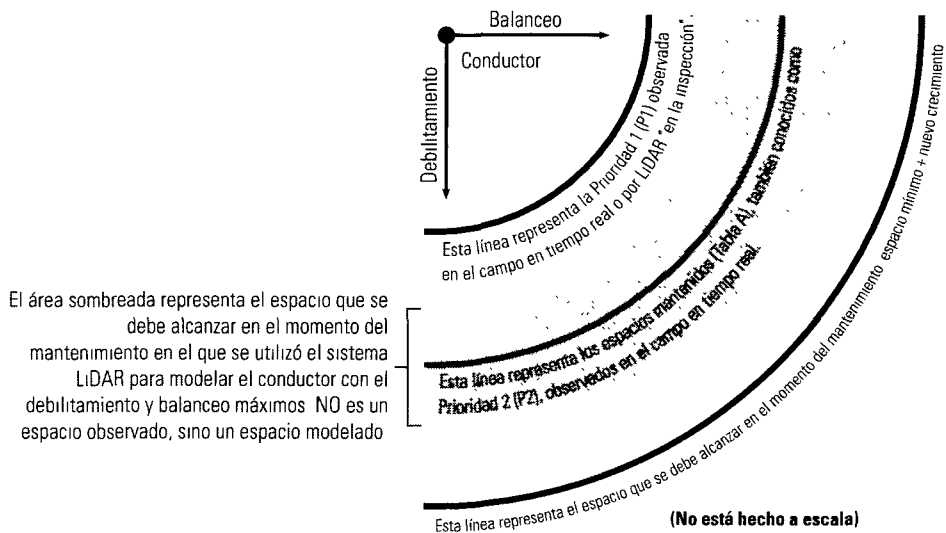 Balanceo
Conductor
Debilitamiento
Esta línea representa la Prioridad 1 (P1) observada
en el campo en tiempo real o por LiDAR "en la inspección".
El área sombreada representa el espacio que se
debe alcanzar en el momento del
mantenimiento en el que se utilizó el sistema
LiDAR para modelar el conductor con el
debilitamiento y balanceo máximos NO es un
espacio observado, sino un espacio modelado
Esta línea representa los espacios mantenidos (Tabla A), también conocidos como
Prioridad 2 (P2), observados en el campo en tiempo real.
Esta línea representa el espacio que se debe alcanzar en el momento del mantenimiento espacio mínimo + nuevo crecimiento
(No está hecho a escala)